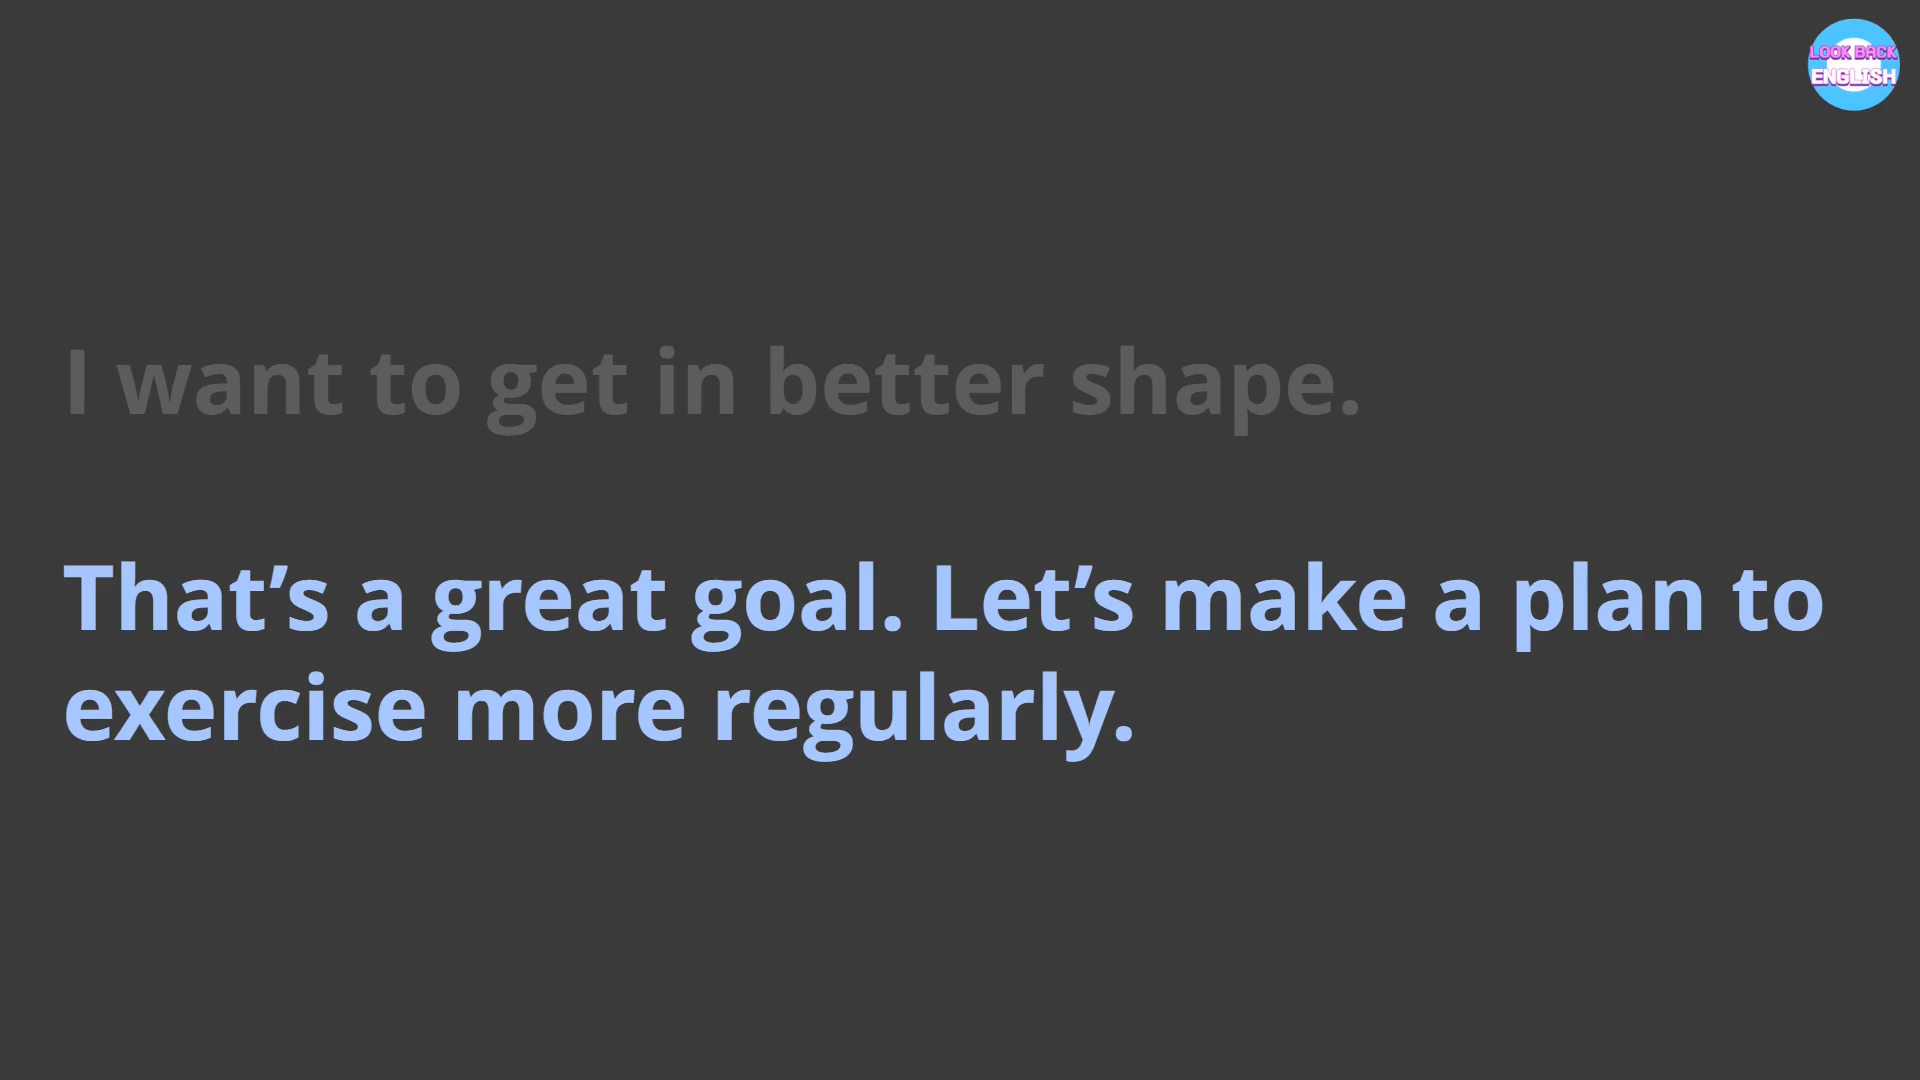 LOOK BACK
ENGLISH
I want to get in better shape.
That’s a great goal. Let’s make a plan to
exercise more regularly.